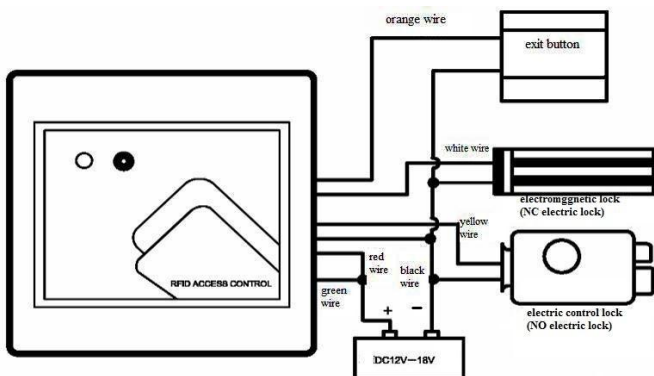 orange wire
exit button
white wire
electromggnetic lock
(NC electric lock)
yellow
wire
red
wire
black
wire
green
wire
RFID ACCESS CONTROL
electric control lock
(NO electric lock)
+ −
DC12V−18V